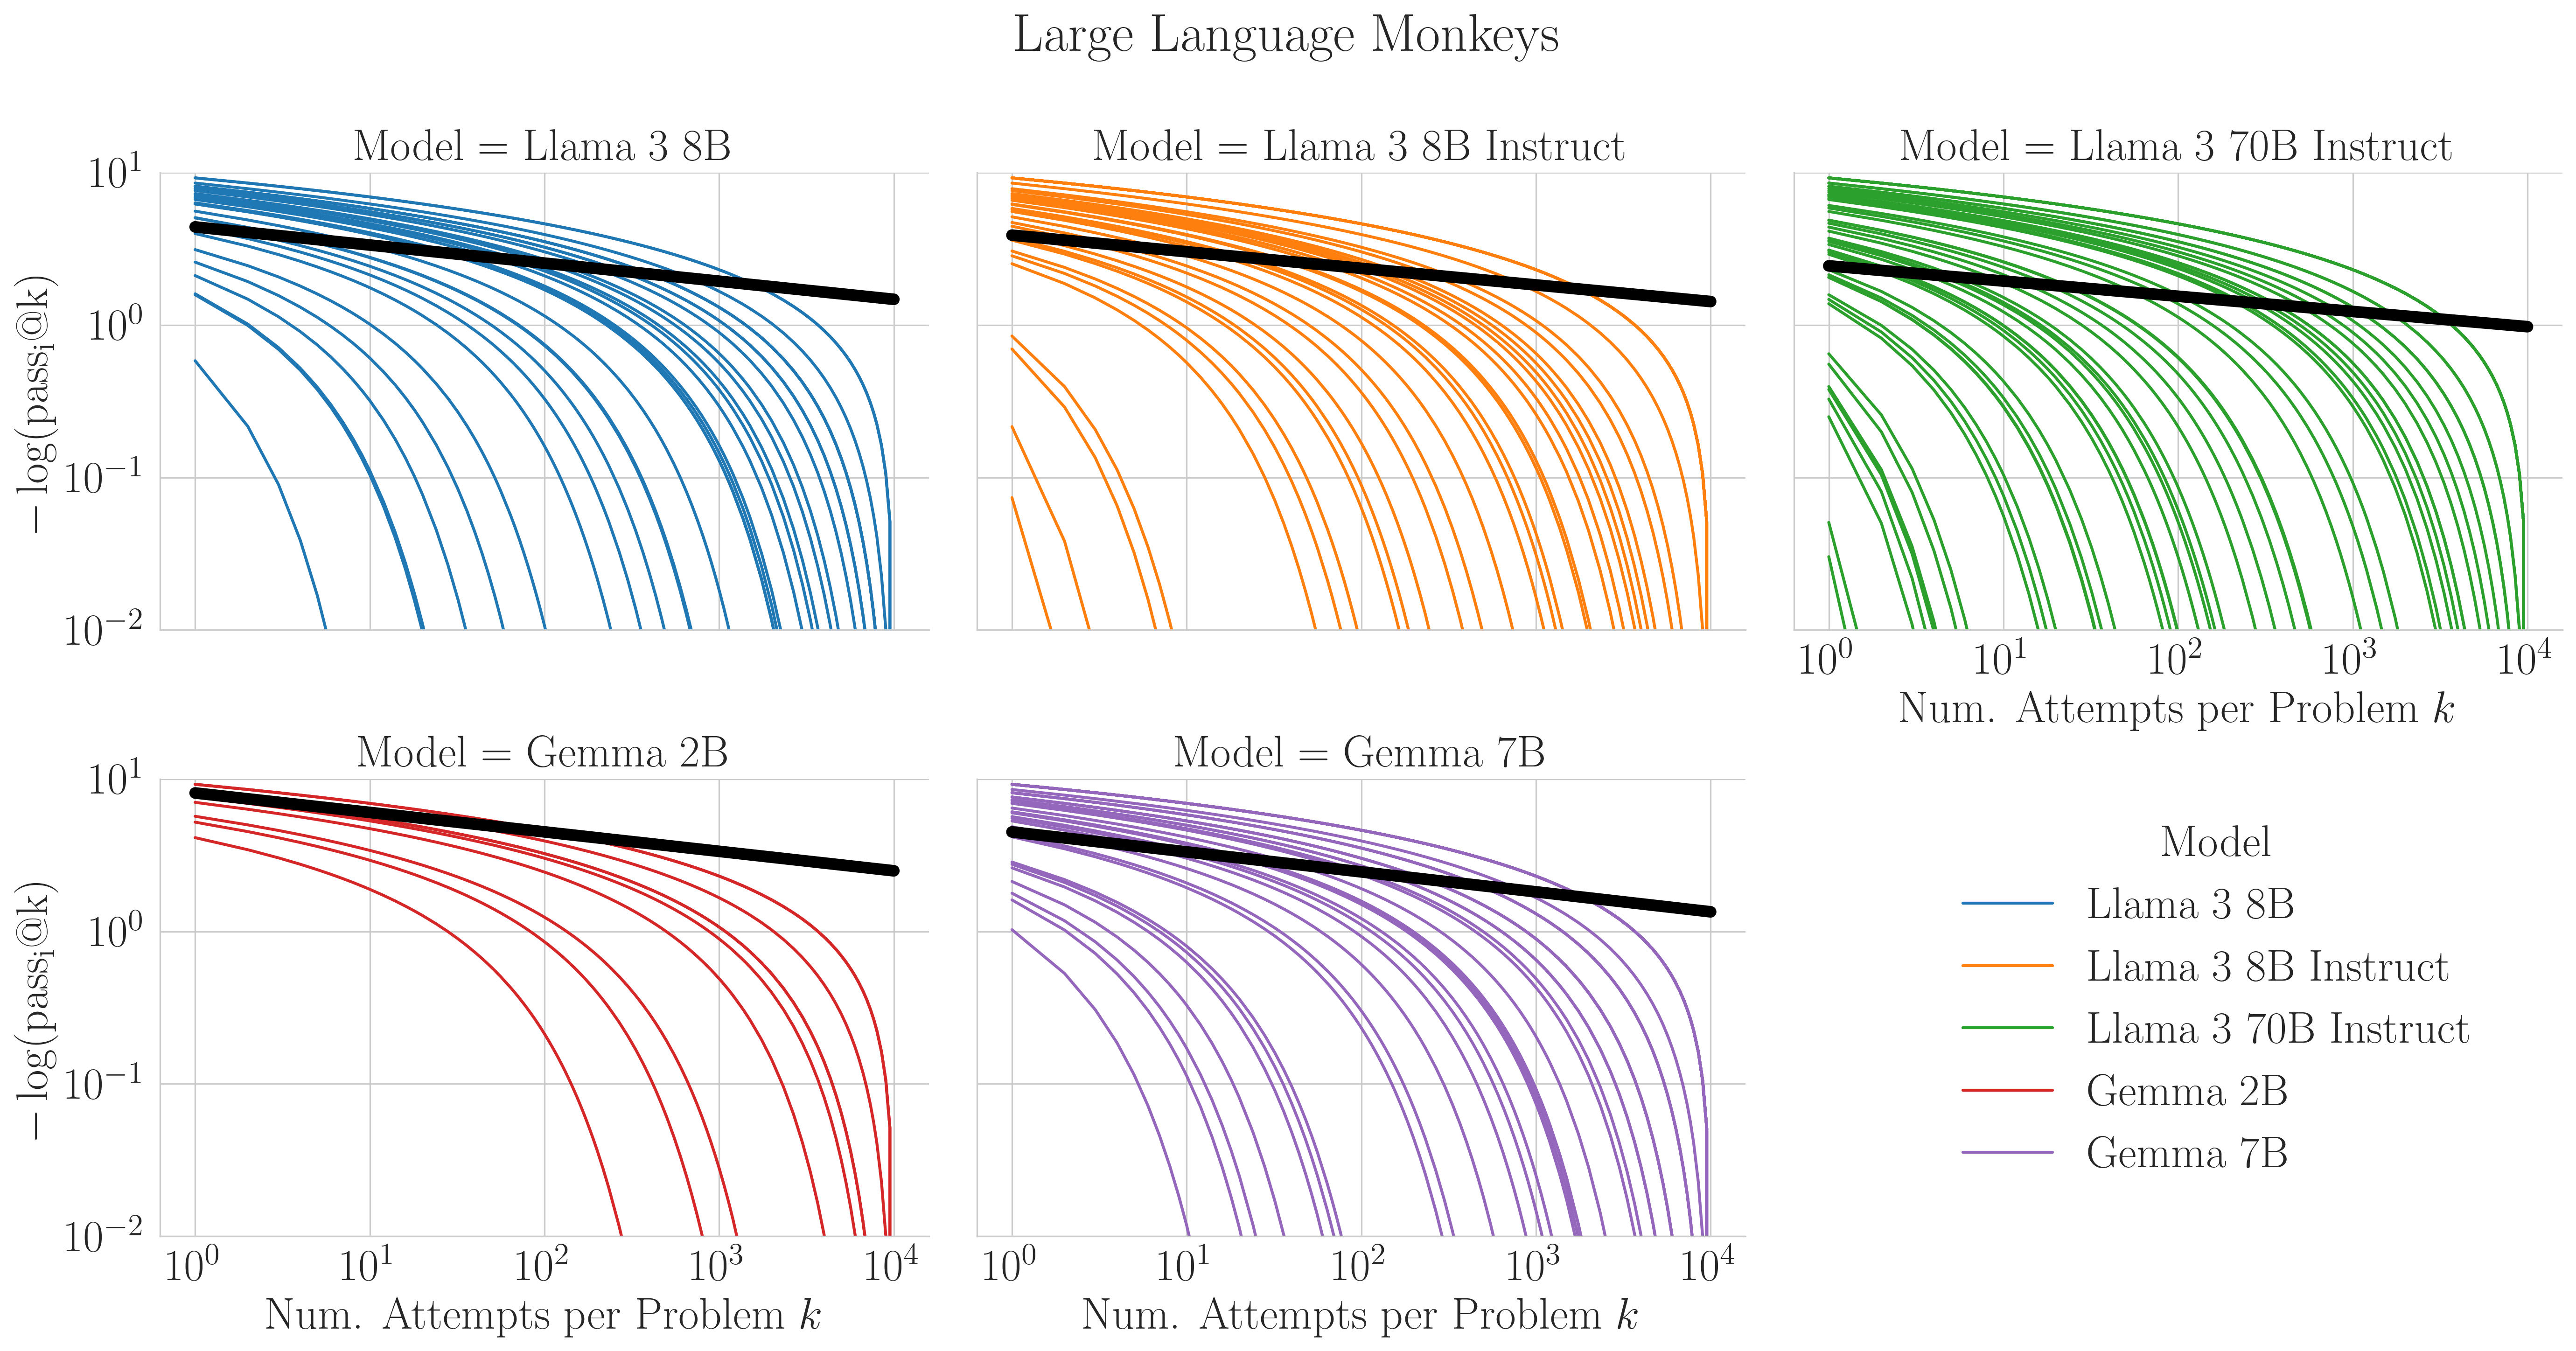 Large Language Monkeys
Model = Llama 3 8B
Model = Llama 3 8B Instruct
Model = Llama 3 70B Instruct
− log(pass_i@k)
10^1
10^0
10^−1
10^−2
10^0 10^1 10^2 10^3 10^4
Num. Attempts per Problem k
Model = Gemma 2B
Model = Gemma 7B
− log(pass_i@k)
10^1
10^0
10^−1
10^−2
10^0 10^1 10^2 10^3 10^4
Num. Attempts per Problem k
10^0 10^1 10^2 10^3 10^4
Num. Attempts per Problem k
Model
Llama 3 8B
Llama 3 8B Instruct
Llama 3 70B Instruct
Gemma 2B
Gemma 7B